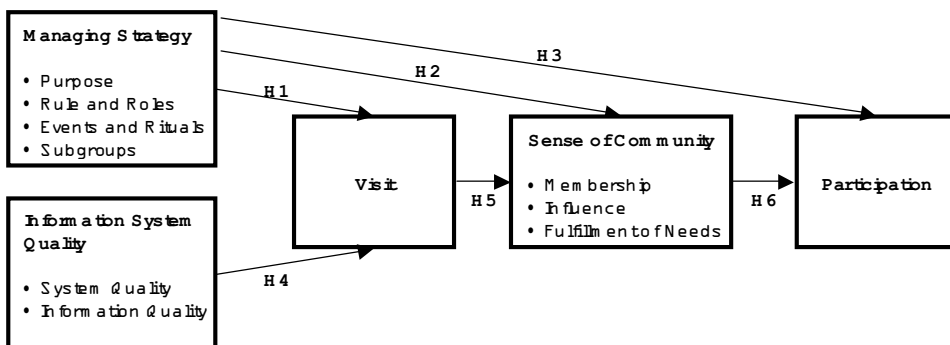 Managing Strategy
• Purpose
• Rule and Roles
• Events and Rituals
• Subgroups
Information System
Quality
• System Quality
• Information Quality
H1
H2
H3
H4
Visit
H5
Sense of Community
• Membership
• Influence
• Fulfillment of Needs
H6
Participation